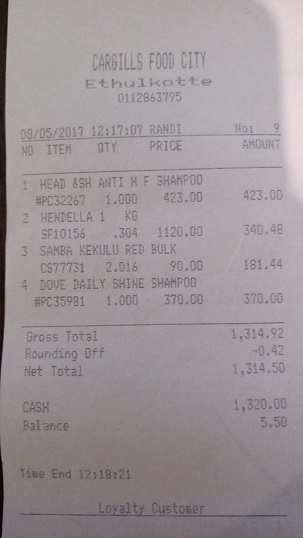 CARGILLS FOOD CITY
Ethulkotte
0112863795
08/05/2017 12:17:07 RANDI No: 9
NO ITEM QTY PRICE AMOUNT
1 HEAD &SH ANTI H F SHAMPOO
#PC32267 1.000 423.00 423.00
2 HENDELLA 1 KG
SF10156 .304 1120.00 340.48
3 SAMBA KEKULU RED BULK
CS77731 2.016 90.00 181.44
4 DOVE DAILY SHINE SHAMPOO
#PC35981 1.000 370.00 370.00
Gross Total 1,314.92
Rounding Off -0.42
Net Total 1,314.50
CASH 1,320.00
Balance 5.50
Time End 12:18:21
Loyalty Customer